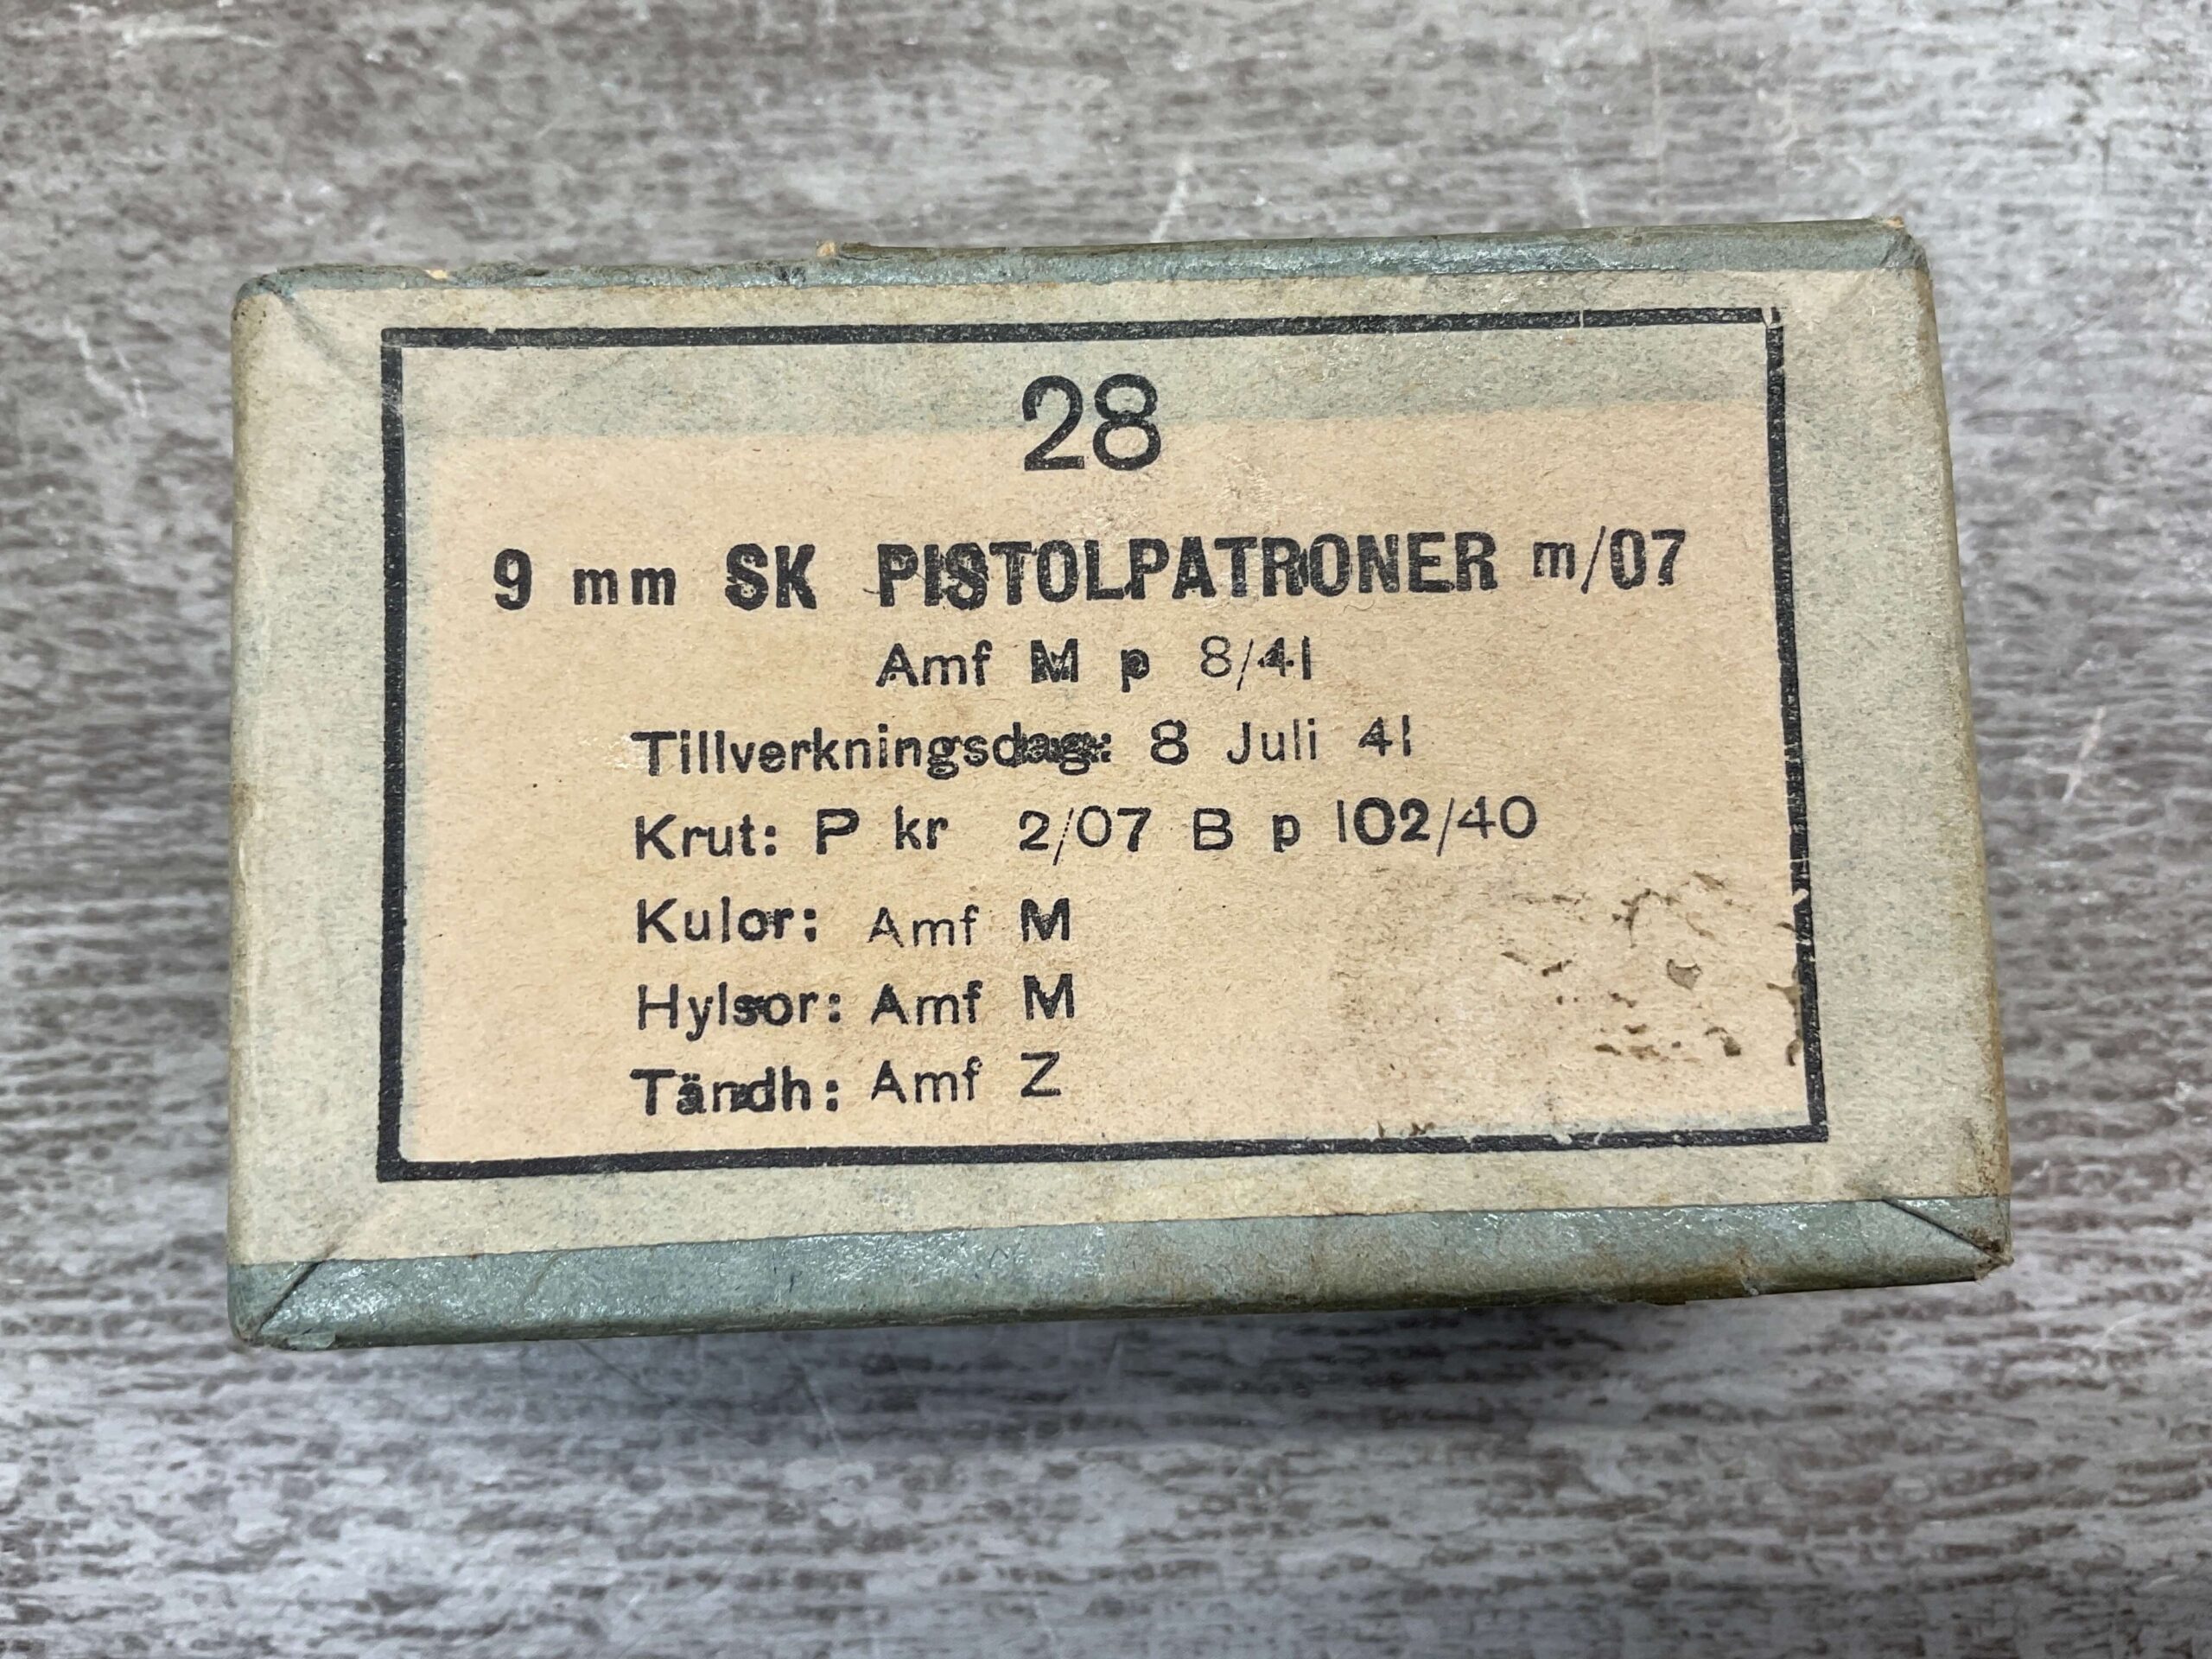 28
9 mm SK PISTOLPATRONER m/07
Amf M p 8/41
Tillverkningsdag: 8 Juli 41
Krut: P kr 2/07 B p 102/40
Kulor: Amf M
Hylsor: Amf M
Tändh: Amf Z